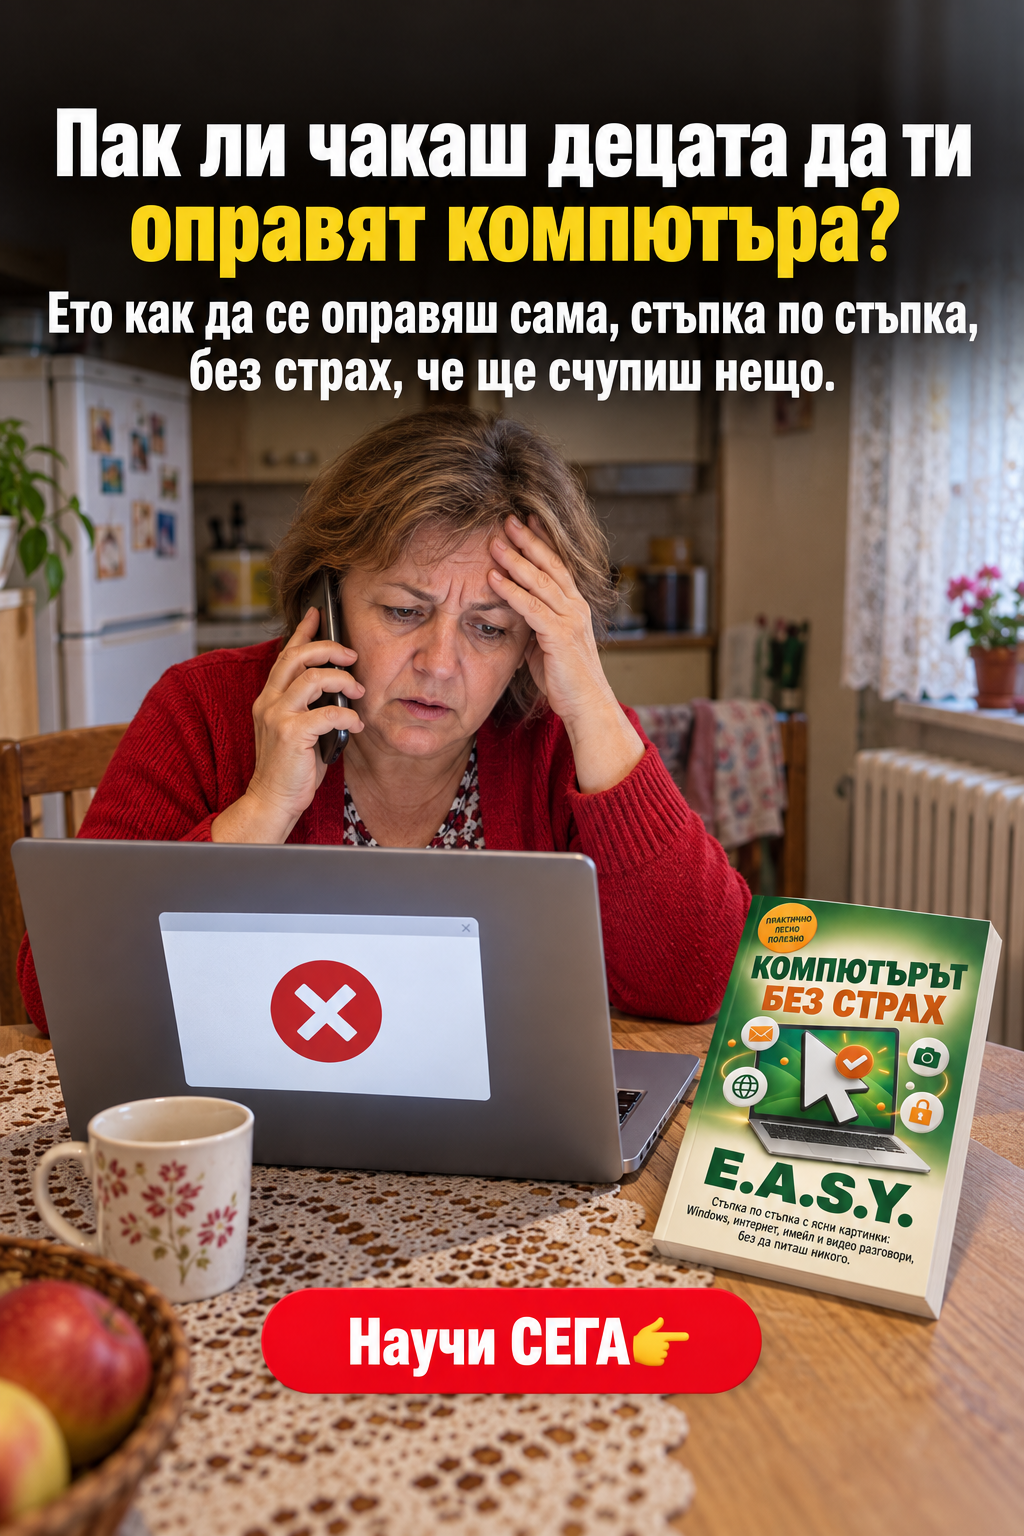 Пак ли чакаш децата да ти
оправят компютъра?
Ето как да се оправяш сама, стъпка по стъпка,
без страх, че ще счупиш нещо.
ПРАКТИЧНО
ЛЕСНО
ПОЛЕЗНО
КОМПЮТЪРЪТ
БЕЗ СТРАХ
E.A.S.Y.
Стъпка по стъпка с ясни картинки:
Windows, интернет, имейл и видео разговори,
без да питаш никого.
Научи СЕГА👉